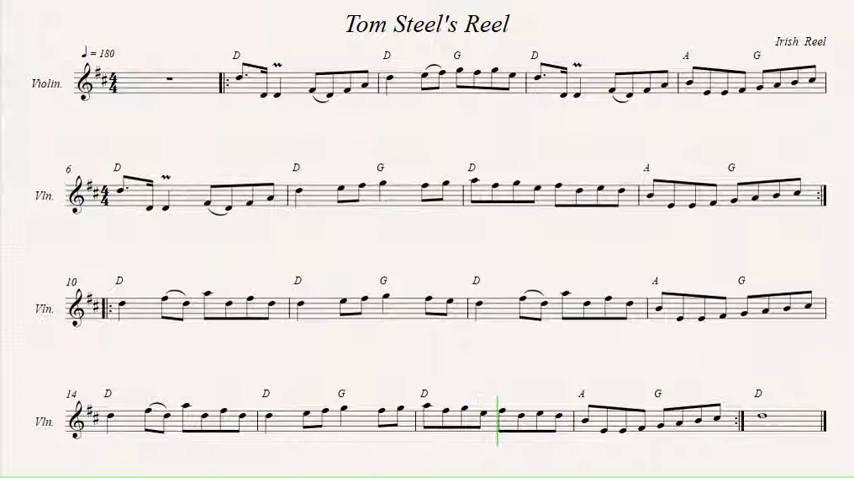 Tom Steel's Reel
Irish Reel
♩ = 180
D D G D A G
Violin.
6
D D G D A G
Vln.
10
D D G D A G
Vln.
14
D D G D A G D
Vln.